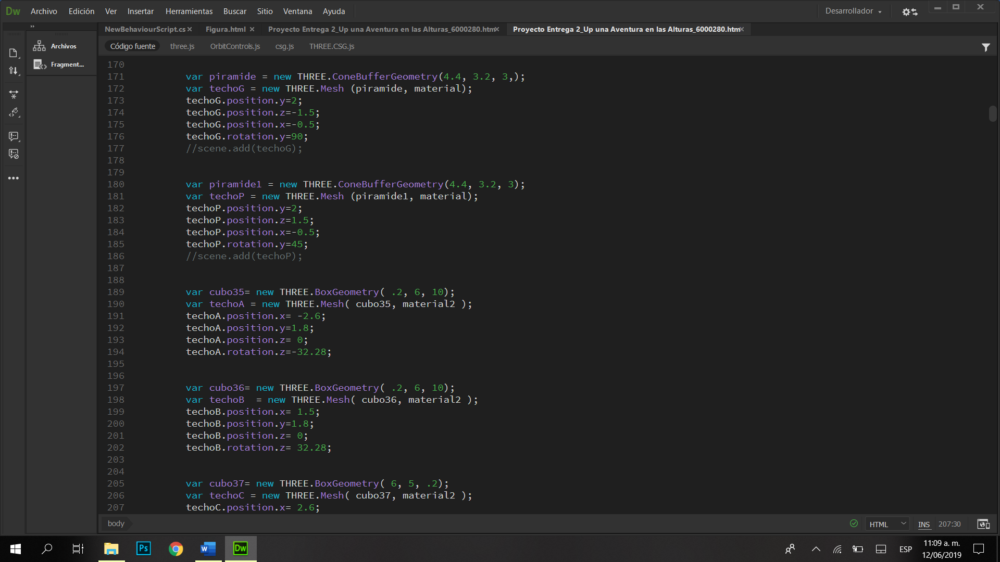 Dw Archivo Edición Ver Insertar Herramientas Buscar Sitio Ventana Ayuda Desarrollador
NewBehaviourScript.cs Figura.html Proyecto Entrega 2_Up una Aventura en las Alturas_6000280.htm Proyecto Entrega 2_Up una Aventura en las Alturas_6000280.htm
Archivos
Fragment...
Código fuente three.js OrbitControls.js csg.js THREE.CSG.js
170
171 var piramide = new THREE.ConeBufferGeometry(4.4, 3.2, 3,);
172 var techoG = new THREE.Mesh (piramide, material);
173 techoG.position.y=2;
174 techoG.position.z=-1.5;
175 techoG.position.x=-0.5;
176 techoG.rotation.y=90;
177 //scene.add(techoG);
178
179
180 var piramide1 = new THREE.ConeBufferGeometry(4.4, 3.2, 3);
181 var techoP = new THREE.Mesh (piramide1, material);
182 techoP.position.y=2;
183 techoP.position.z=1.5;
184 techoP.position.x=-0.5;
185 techoP.rotation.y=45;
186 //scene.add(techoP);
187
188
189 var cubo35= new THREE.BoxGeometry( .2, 6, 10);
190 var techoA = new THREE.Mesh( cubo35, material2 );
191 techoA.position.x= -2.6;
192 techoA.position.y=1.8;
193 techoA.position.z= 0;
194 techoA.rotation.z=-32.28;
195
196
197 var cubo36= new THREE.BoxGeometry( .2, 6, 10);
198 var techoB  = new THREE.Mesh( cubo36, material2 );
199 techoB.position.x= 1.5;
200 techoB.position.y=1.8;
201 techoB.position.z= 0;
202 techoB.rotation.z= 32.28;
203
204
205 var cubo37= new THREE.BoxGeometry( 6, 5, .2);
206 var techoC = new THREE.Mesh( cubo37, material2 );
207 techoC.position.x= 2.6;
body HTML INS 207:30
Ps W Dw ESP 11:09 a. m.
12/06/2019